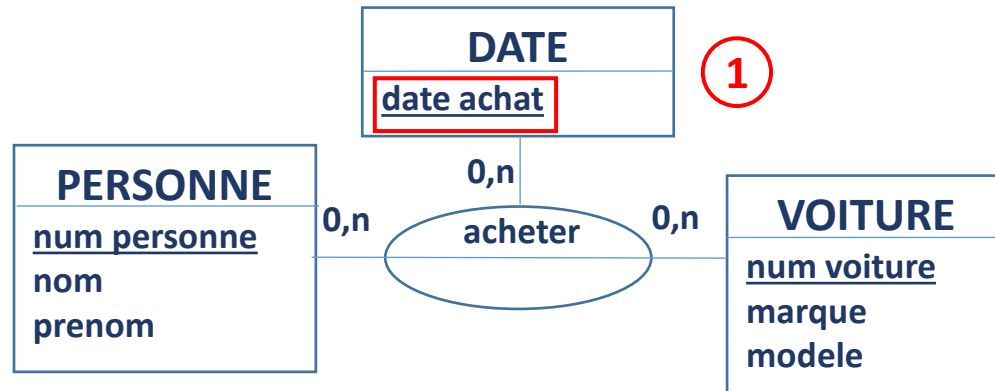 DATE
1
date achat
0,n
PERSONNE
num personne
nom
prenom
0,n
acheter
0,n
VOITURE
num voiture
marque
modele